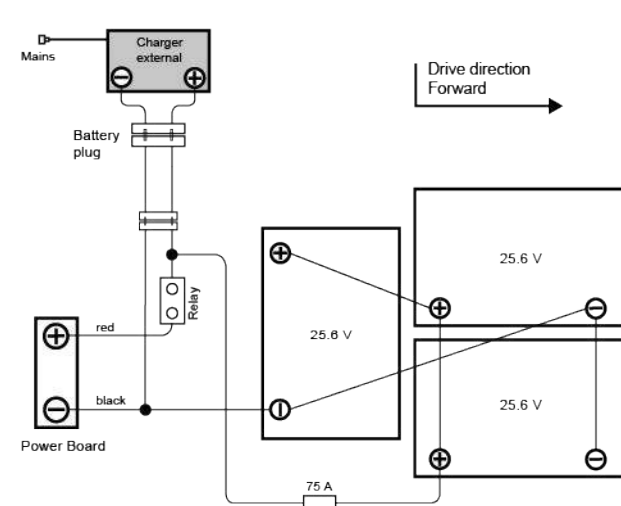 Charger
external
Mains
Drive direction
Forward
Battery
plug
Relay
25.6 V
25.6 V
25.6 V
red
black
Power Board
75 A